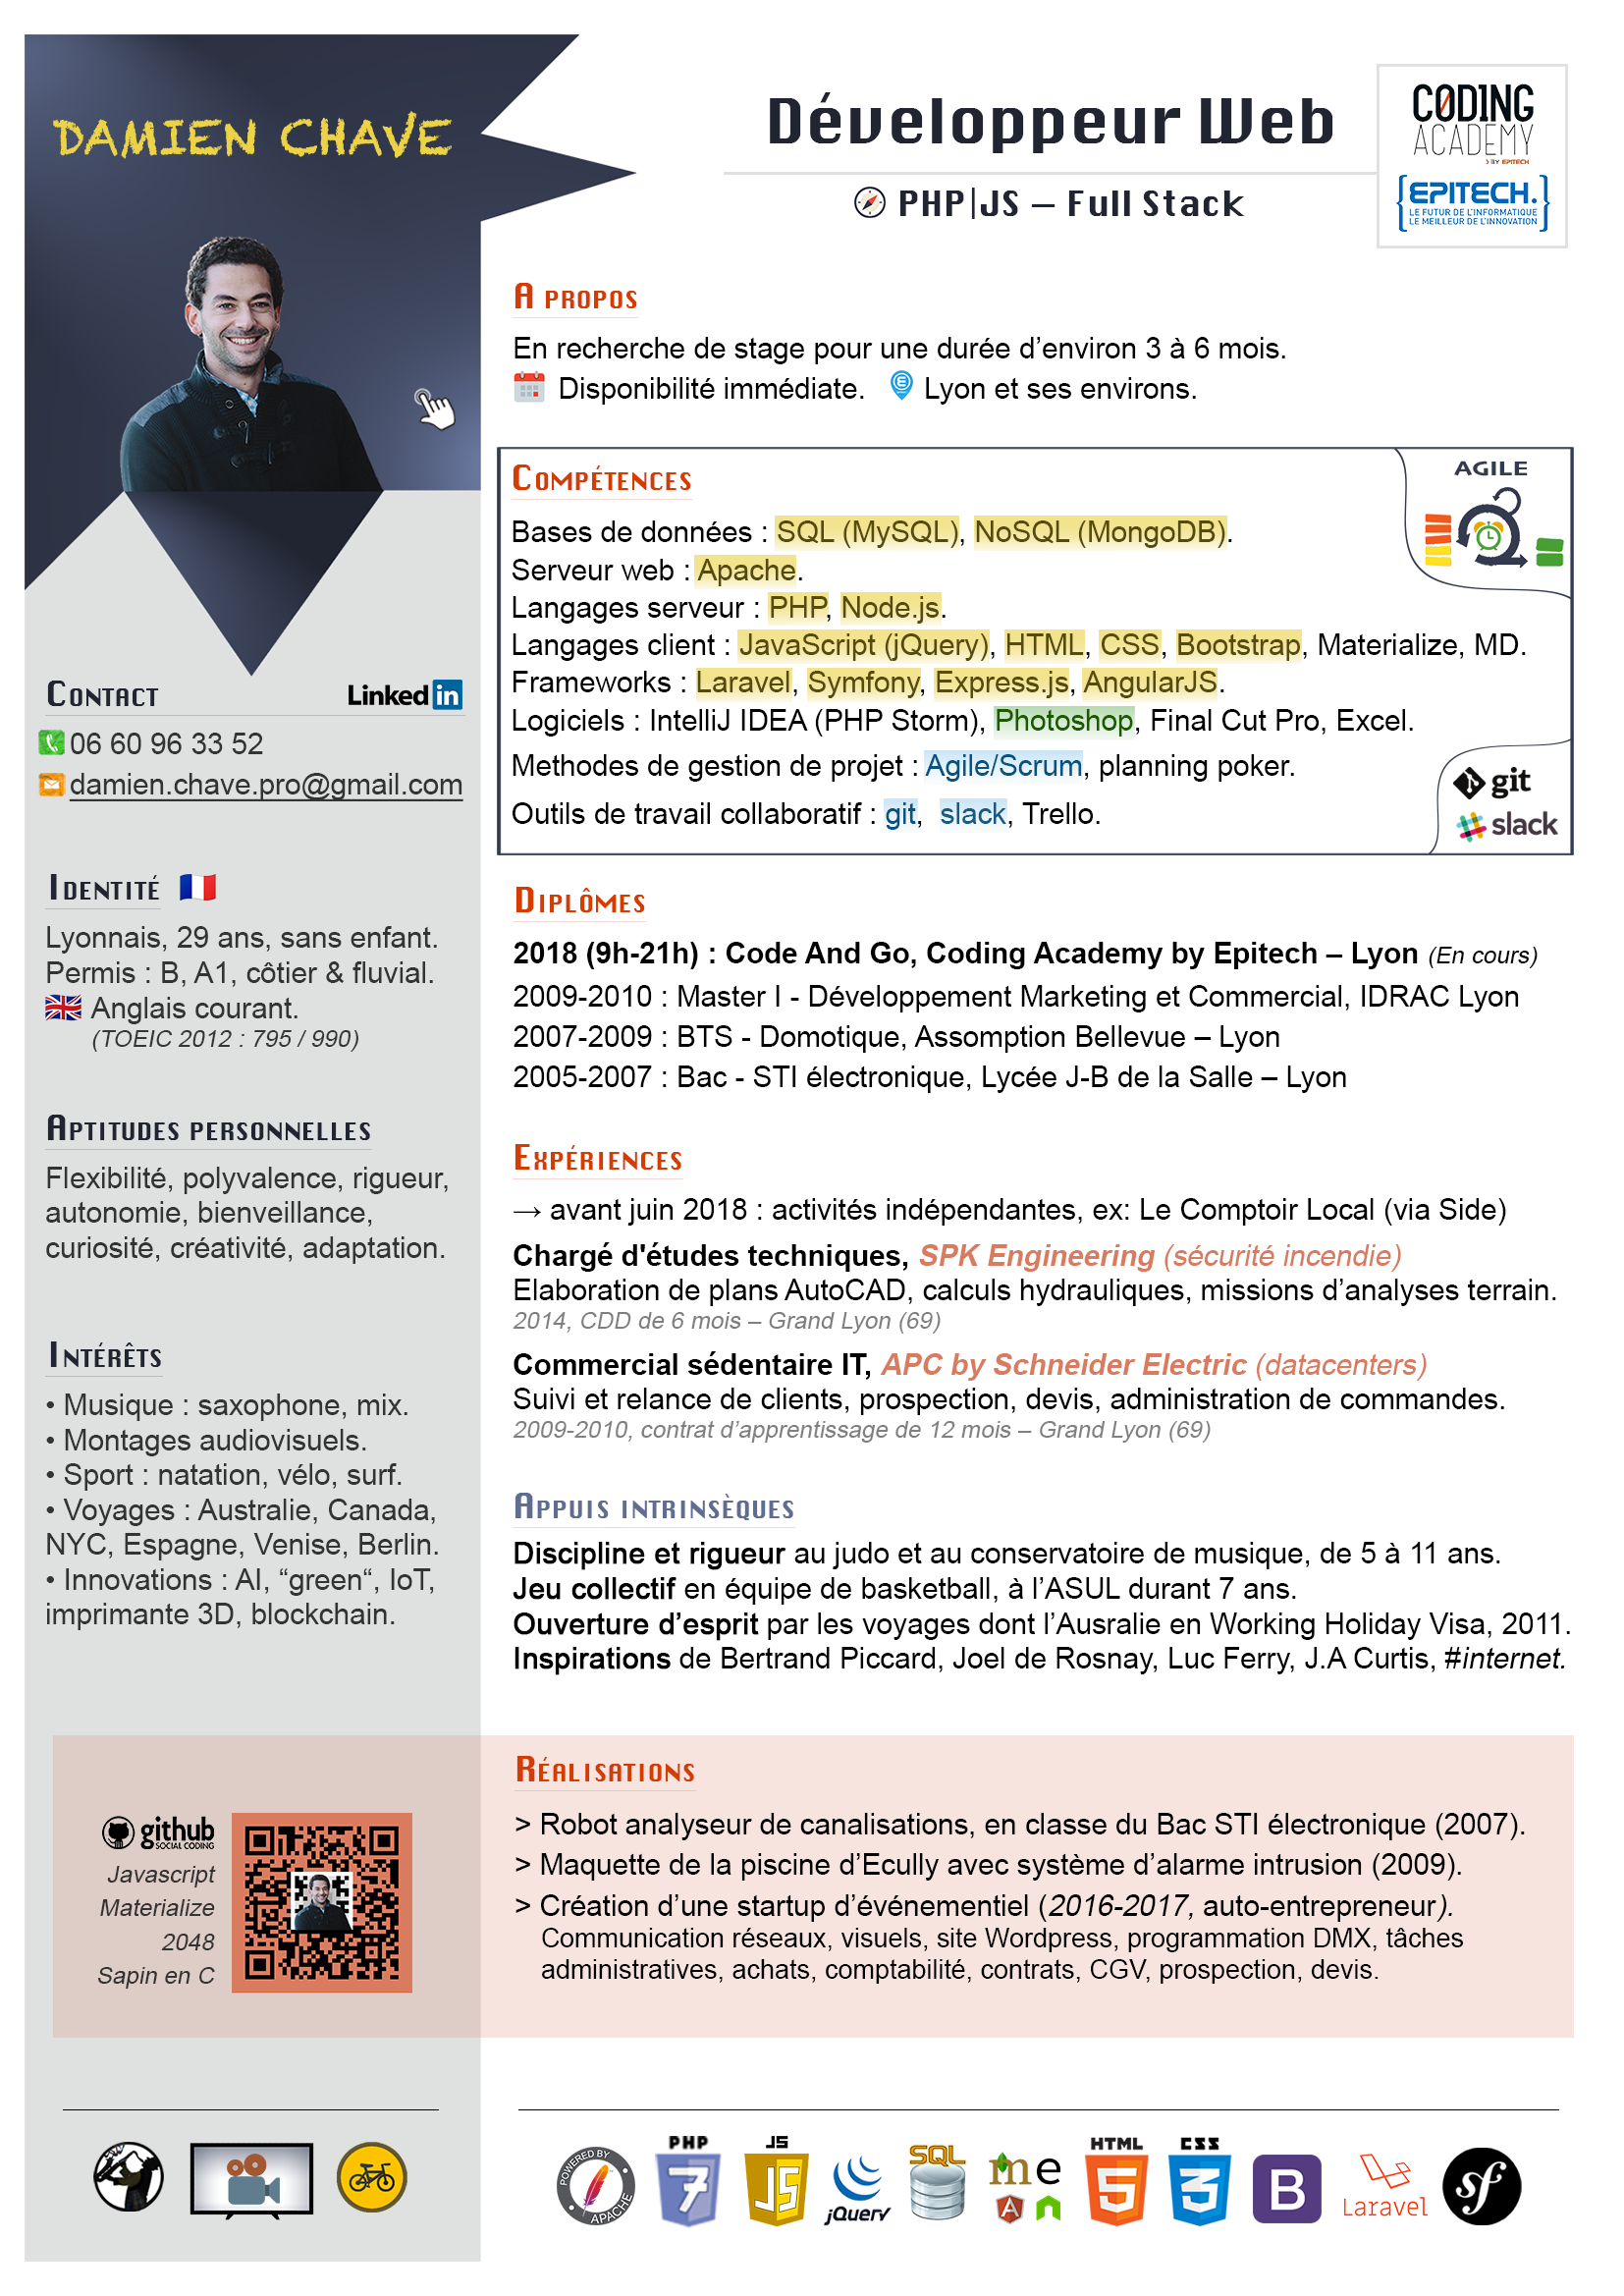 DAMIEN CHAVE
Développeur Web
PHP|JS – Full Stack
CODING
ACADEMY
> BY EPITECH
{EPITECH.}
LE FUTUR DE L'INFORMATIQUE
LE MEILLEUR DE L'INNOVATION
A PROPOS
En recherche de stage pour une durée d’environ 3 à 6 mois.
Disponibilité immédiate. Lyon et ses environs.
COMPÉTENCES
AGILE
Bases de données : SQL (MySQL), NoSQL (MongoDB).
Serveur web : Apache.
Langages serveur : PHP, Node.js.
Langages client : JavaScript (jQuery), HTML, CSS, Bootstrap, Materialize, MD.
Frameworks : Laravel, Symfony, Express.js, AngularJS.
Logiciels : IntelliJ IDEA (PHP Storm), Photoshop, Final Cut Pro, Excel.
Methodes de gestion de projet : Agile/Scrum, planning poker.
Outils de travail collaboratif : git, slack, Trello.
git
slack
CONTACT
Linked in
06 60 96 33 52
damien.chave.pro@gmail.com
IDENTITÉ
Lyonnais, 29 ans, sans enfant.
Permis : B, A1, côtier & fluvial.
Anglais courant.
(TOEIC 2012 : 795 / 990)
APTITUDES PERSONNELLES
Flexibilité, polyvalence, rigueur,
autonomie, bienveillance,
curiosité, créativité, adaptation.
INTÉRÊTS
• Musique : saxophone, mix.
• Montages audiovisuels.
• Sport : natation, vélo, surf.
• Voyages : Australie, Canada,
NYC, Espagne, Venise, Berlin.
• Innovations : AI, “green“, IoT,
imprimante 3D, blockchain.
DIPLÔMES
2018 (9h-21h) : Code And Go, Coding Academy by Epitech – Lyon (En cours)
2009-2010 : Master I - Développement Marketing et Commercial, IDRAC Lyon
2007-2009 : BTS - Domotique, Assomption Bellevue – Lyon
2005-2007 : Bac - STI électronique, Lycée J-B de la Salle – Lyon
EXPÉRIENCES
→ avant juin 2018 : activités indépendantes, ex: Le Comptoir Local (via Side)
Chargé d'études techniques, SPK Engineering (sécurité incendie)
Elaboration de plans AutoCAD, calculs hydrauliques, missions d’analyses terrain.
2014, CDD de 6 mois – Grand Lyon (69)
Commercial sédentaire IT, APC by Schneider Electric (datacenters)
Suivi et relance de clients, prospection, devis, administration de commandes.
2009-2010, contrat d’apprentissage de 12 mois – Grand Lyon (69)
APPUIS INTRINSÈQUES
Discipline et rigueur au judo et au conservatoire de musique, de 5 à 11 ans.
Jeu collectif en équipe de basketball, à l’ASUL durant 7 ans.
Ouverture d’esprit par les voyages dont l’Ausralie en Working Holiday Visa, 2011.
Inspirations de Bertrand Piccard, Joel de Rosnay, Luc Ferry, J.A Curtis, #internet.
github
SOCIAL CODING
Javascript
Materialize
2048
Sapin en C
RÉALISATIONS
> Robot analyseur de canalisations, en classe du Bac STI électronique (2007).
> Maquette de la piscine d’Ecully avec système d’alarme intrusion (2009).
> Création d’une startup d’événementiel (2016-2017, auto-entrepreneur).
Communication réseaux, visuels, site Wordpress, programmation DMX, tâches
administratives, achats, comptabilité, contrats, CGV, prospection, devis.
POWERED BY APACHE
PHP 7
JS JS
jQuery
SQL
me
A n
HTML 5
CSS 3
B
Laravel
sf